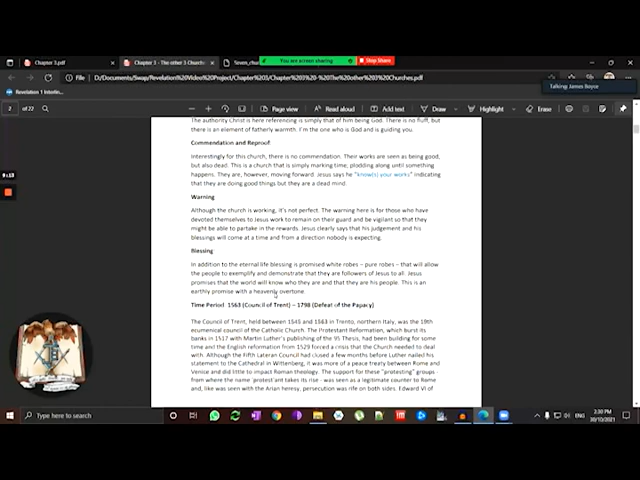 Chapter 3.pdf
Chapter 3 - The other 3 Churches
Seven_chur
You are screen sharing
Stop Share
File
D:/Documents/Swap/Revelation%20Video%20Project/Chapter%203/Chapter%203%20-%20The%20other%203%20Churches.pdf
Talking: James Boyce
Revelation 1 Interlin...
2 of 22
Page view
Read aloud
Add text
Draw
Highlight
Erase
The authority Christ is here referencing is simply that of him being God. There is no fluff, but
there is an element of fatherly warmth. I'm the one who is God and is guiding you.
Commendation and Reproof:
Interestingly for this church, there is no commendation. Their works are seen as being good,
but also dead. This is a church that is simply marking time, plodding along until something
happens. They are, however, moving forward. Jesus says he "know(s) your works" indicating
that they are doing good things but they are a dead mind.
Warning
Although the church is working, it's not perfect. The warning here is for those who have
devoted themselves to Jesus work to remain on their guard and be vigilant so that they
might be able to partake in the rewards. Jesus clearly says that his judgement and his
blessings will come at a time and from a direction nobody is expecting.
Blessing
In addition to the eternal life blessing is promised white robes – pure robes – that will allow
the people to exemplify and demonstrate that they are followers of Jesus to all. Jesus
promises that the world will know who they are and that they are his people. This is an
earthly promise with a heavenly overtone.
Time Period 1563 (Council of Trent) – 1798 (Defeat of the Papacy)
The Council of Trent, held between 1545 and 1563 in Trento, northern Italy, was the 19th
ecumenical council of the Catholic Church. The Protestant Reformation, which burst its
banks in 1517 with Martin Luther's publishing of the 95 Thesis, had been building for some
time and the English reformation from 1529 forced a crisis that the Church needed to deal
with. Although the Fifth Lateran Council had closed a few months before Luther nailed his
statement to the Cathedral in Wittenberg, it was more of a peace treaty between Rome and
Venice and did little to impact Roman theology. The support for these "protesting" groups -
from where the name 'protest'ant takes its rise - was seen as a legitimate counter to Rome
and, like was seen with the Arian heresy, persecution was rife on both sides. Edward VI of
Type here to search
ENG
2:30 PM
30/10/2021